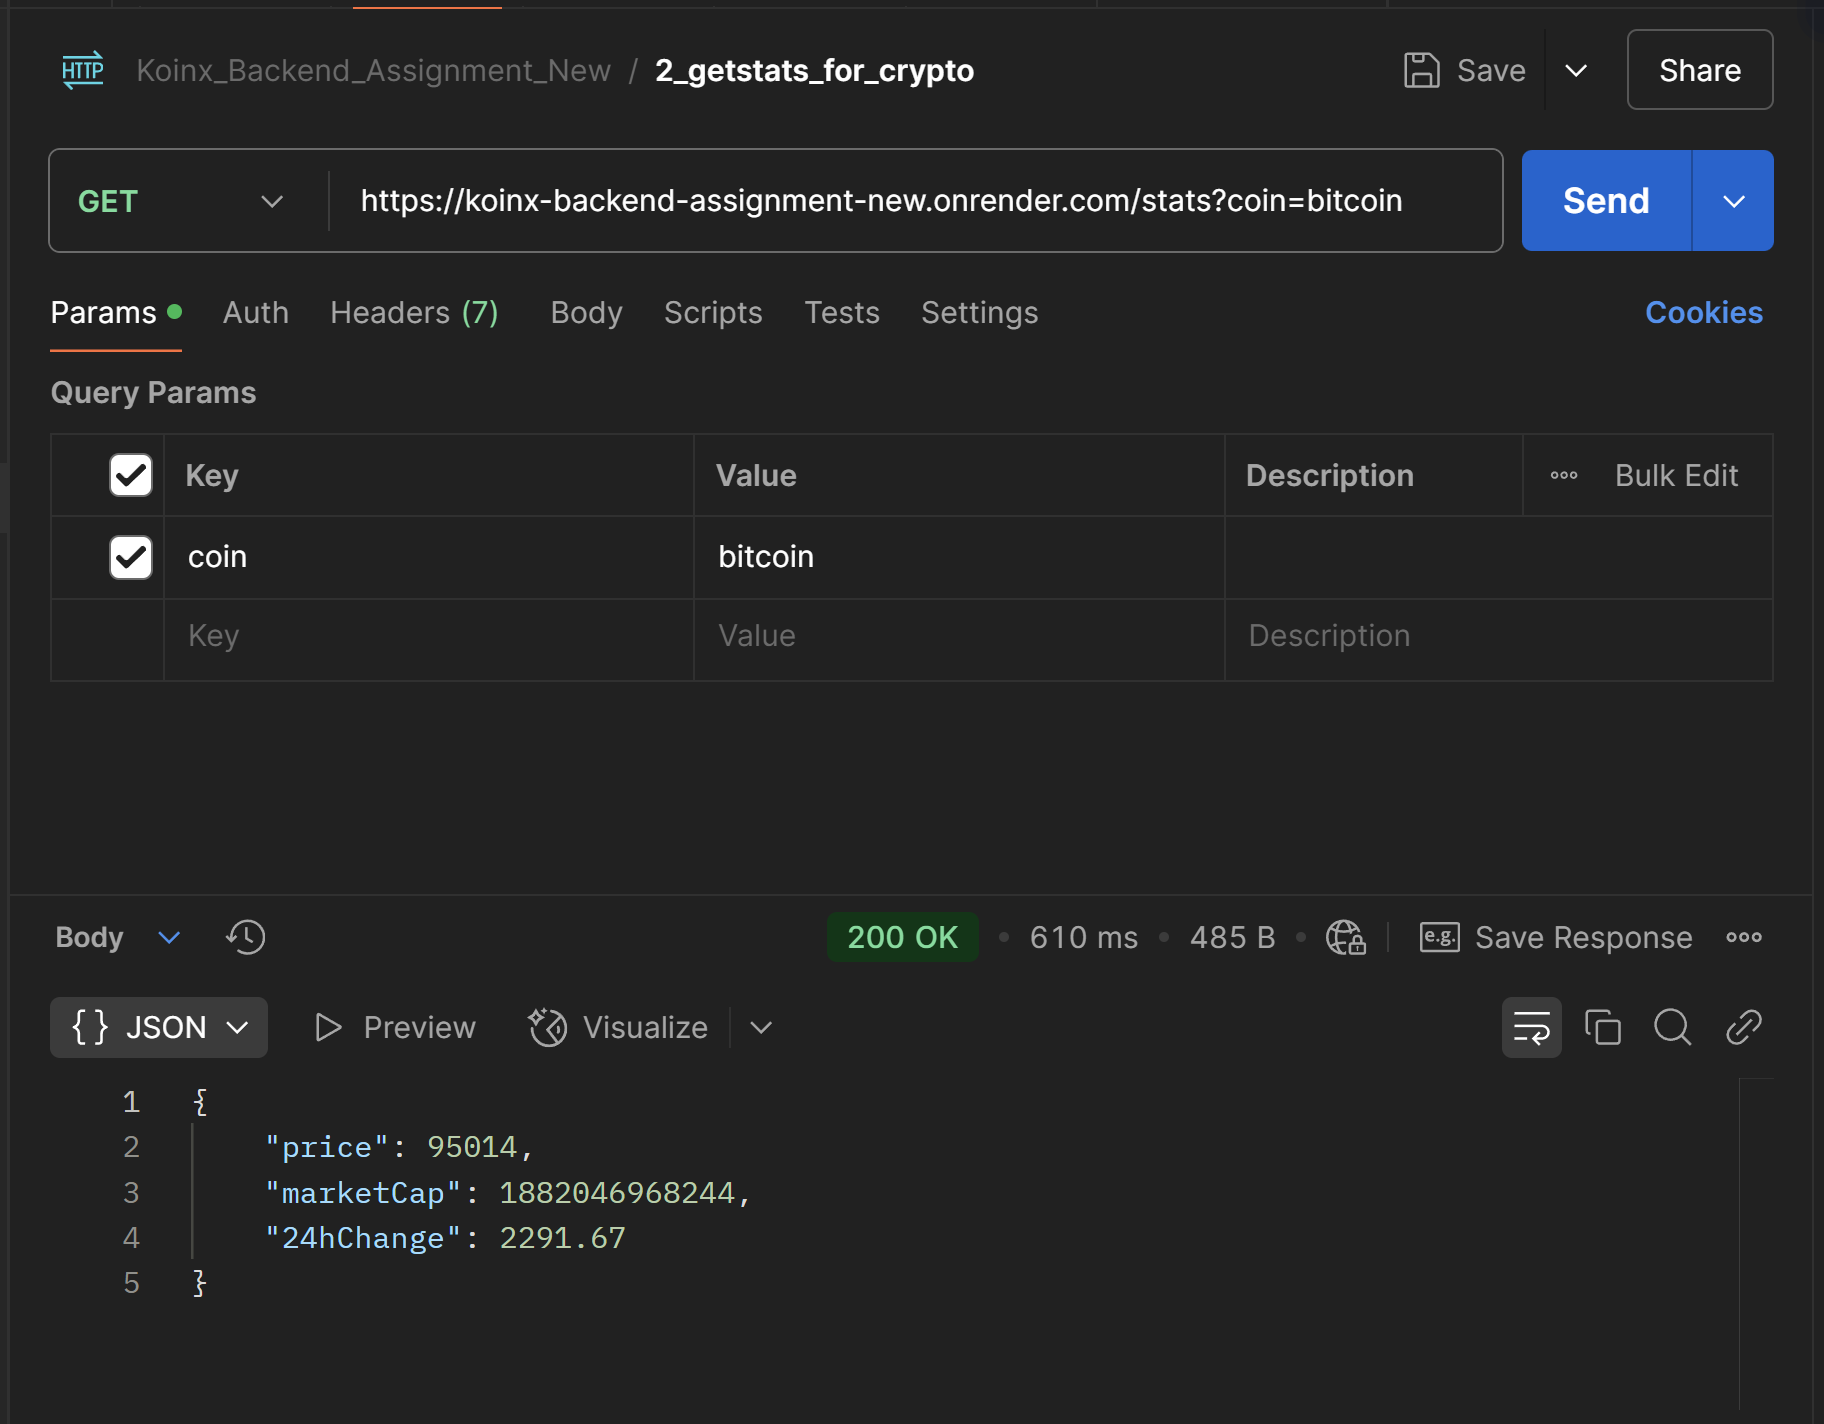 HTTP Koinx_Backend_Assignment_New / 2_getstats_for_crypto Save Share
GET https://koinx-backend-assignment-new.onrender.com/stats?coin=bitcoin Send
Params Auth Headers (7) Body Scripts Tests Settings Cookies
Query Params
Key Value Description Bulk Edit
coin bitcoin
Key Value Description
Body 200 OK • 610 ms • 485 B • e.g. Save Response
{} JSON Preview Visualize
1 {
2 "price": 95014,
3 "marketCap": 1882046968244,
4 "24hChange": 2291.67
5 }